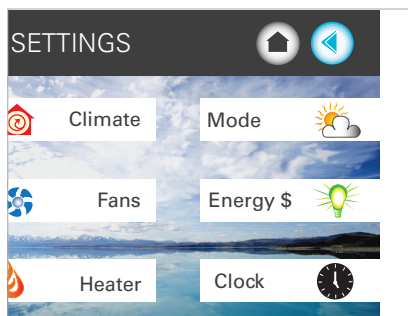 SETTINGS
Climate
Mode
Fans
Energy $
Heater
Clock